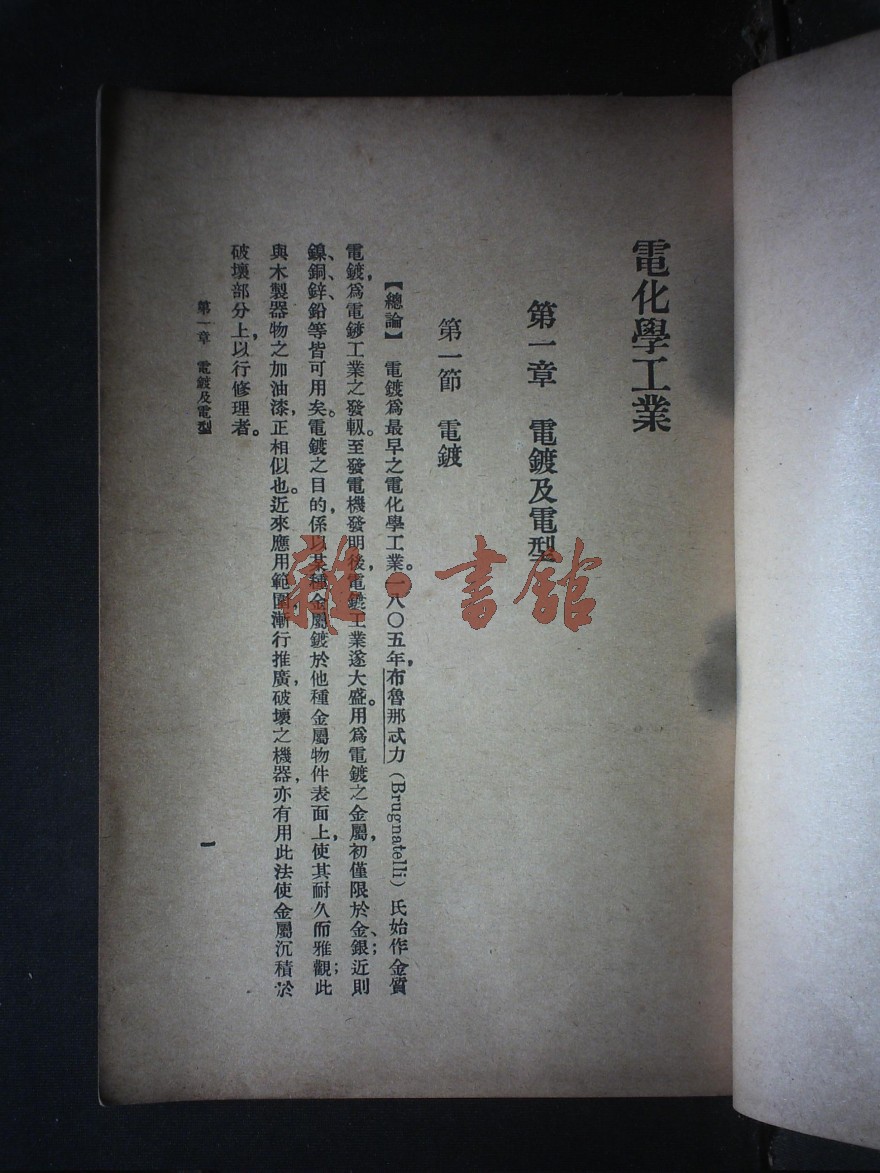 電化學工業
第一章　電鍍及電型
第一節　電鍍
【總論】　電鍍爲最早之電化學工業。一八〇五年，布魯那忒力（Brugnatelli）氏始作金質
電鍍，爲電鍍工業之發軔。至發電機發明後，電鍍工業遂大盛。用爲電鍍之金屬，初僅限於金、銀；近則
鎳、銅、鋅、鉛等皆可用矣。電鍍之目的，係以某種金屬鍍於他種金屬物件表面上，使其耐久而雅觀；此
與木製器物之加油漆，正相似也。近來應用範圍漸行推廣，破壞之機器，亦有用此法使金屬沉積於
破壞部分上，以行修理者。
第一章　電鍍及電型
一
雜·書館